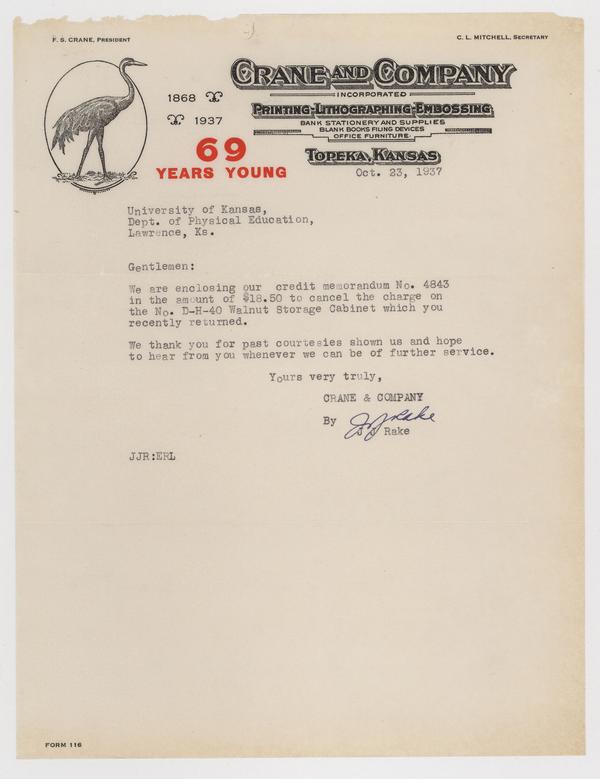 F. S. CRANE, PRESIDENT
C. L. MITCHELL, SECRETARY
CRANE AND COMPANY
INCORPORATED
PRINTING-LITHOGRAPHING-EMBOSSING
BANK STATIONERY AND SUPPLIES
BLANK BOOKS FILING DEVICES
OFFICE FURNITURE
TOPEKA, KANSAS
1868
1937
69
YEARS YOUNG
Oct. 23, 1937
University of Kansas,
Dept. of Physical Education,
Lawrence, Ks.
Gentlemen:
We are enclosing our credit memorandum No. 4843
in the amount of $18.50 to cancel the charge on
the No. D-H-40 Walnut Storage Cabinet which you
recently returned.
We thank you for past courtesies shown us and hope
to hear from you whenever we can be of further service.
Yours very truly,
CRANE & COMPANY
By JJRake
J J Rake
JJR:ERL
FORM 116